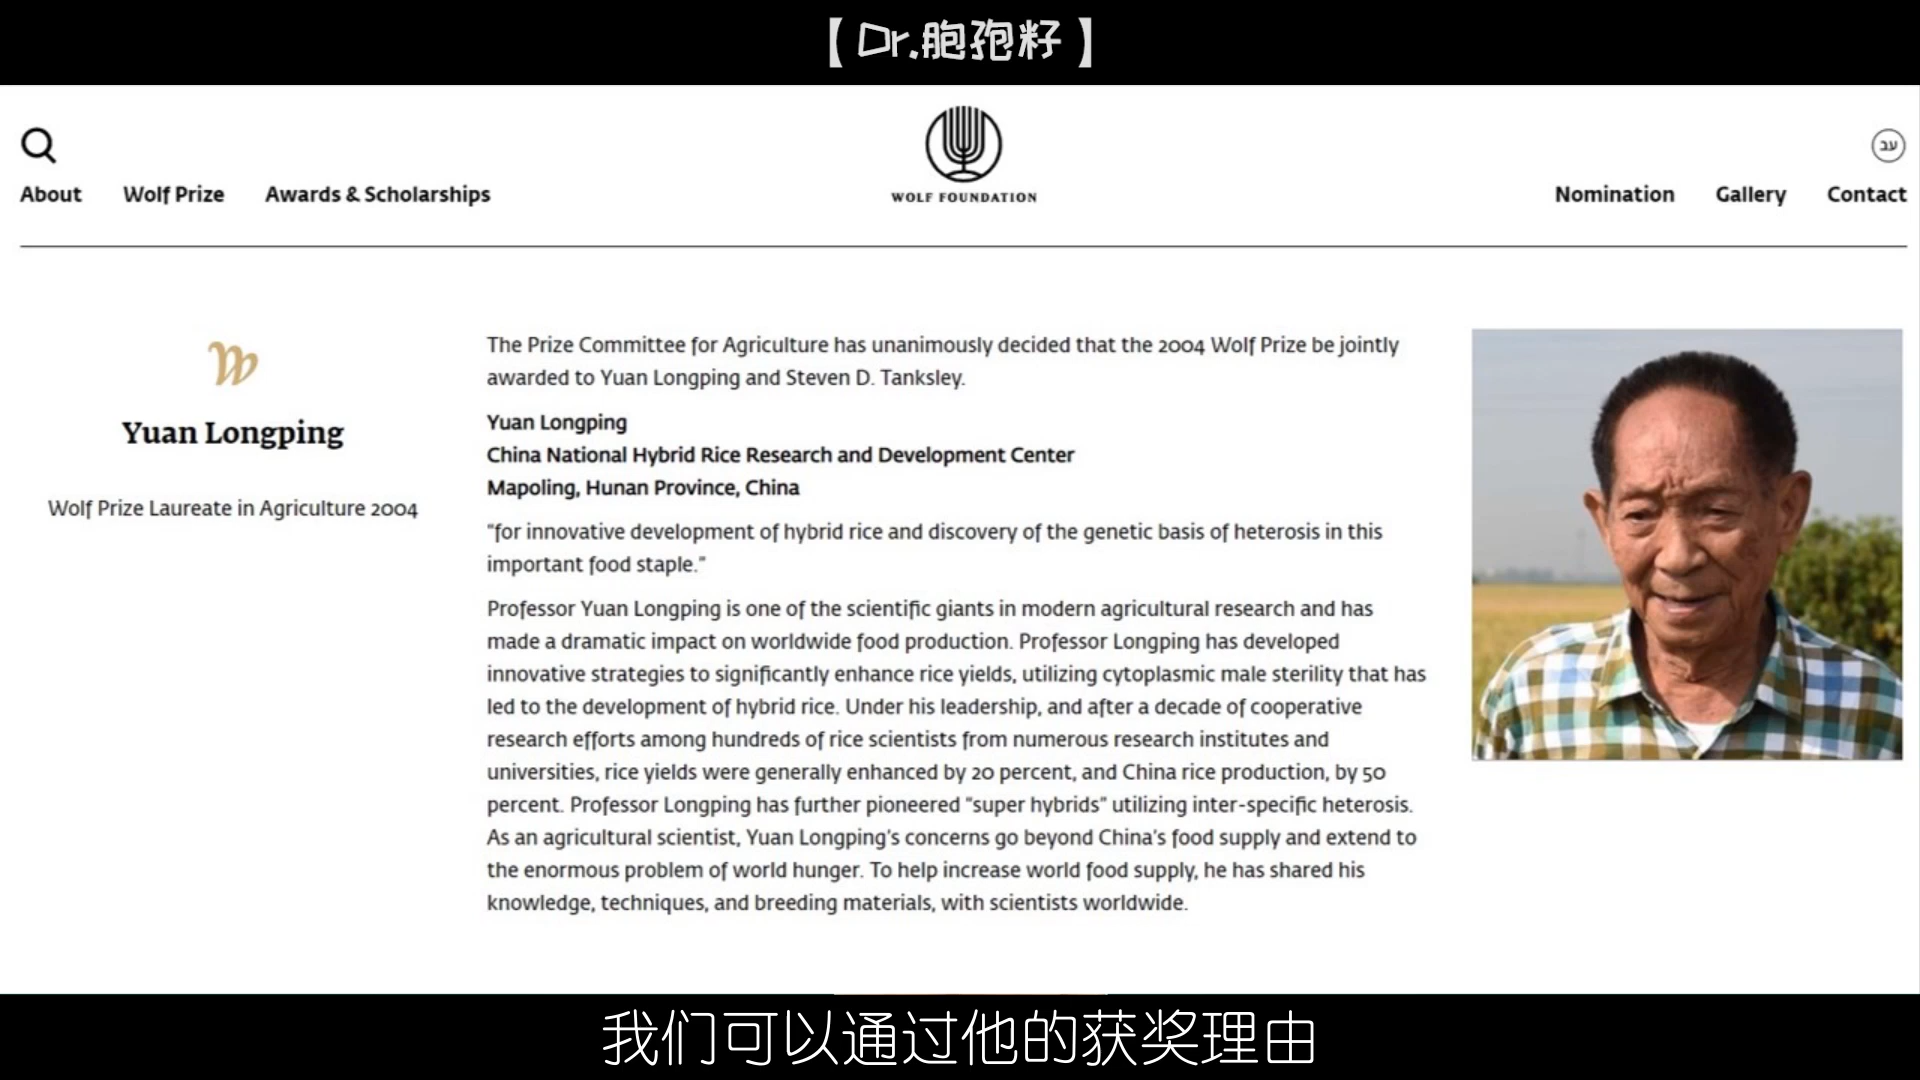 【Dr.胞孢籽】
עב
About Wolf Prize Awards & Scholarships
WOLF FOUNDATION
Nomination Gallery Contact
W
Yuan Longping
Wolf Prize Laureate in Agriculture 2004
The Prize Committee for Agriculture has unanimously decided that the 2004 Wolf Prize be jointly
awarded to Yuan Longping and Steven D. Tanksley.
Yuan Longping
China National Hybrid Rice Research and Development Center
Mapoling, Hunan Province, China
"for innovative development of hybrid rice and discovery of the genetic basis of heterosis in this
important food staple."
Professor Yuan Longping is one of the scientific giants in modern agricultural research and has
made a dramatic impact on worldwide food production. Professor Longping has developed
innovative strategies to significantly enhance rice yields, utilizing cytoplasmic male sterility that has
led to the development of hybrid rice. Under his leadership, and after a decade of cooperative
research efforts among hundreds of rice scientists from numerous research institutes and
universities, rice yields were generally enhanced by 20 percent, and China rice production, by 50
percent. Professor Longping has further pioneered "super hybrids" utilizing inter-specific heterosis.
As an agricultural scientist, Yuan Longping's concerns go beyond China's food supply and extend to
the enormous problem of world hunger. To help increase world food supply, he has shared his
knowledge, techniques, and breeding materials, with scientists worldwide.
我们可以通过他的获奖理由